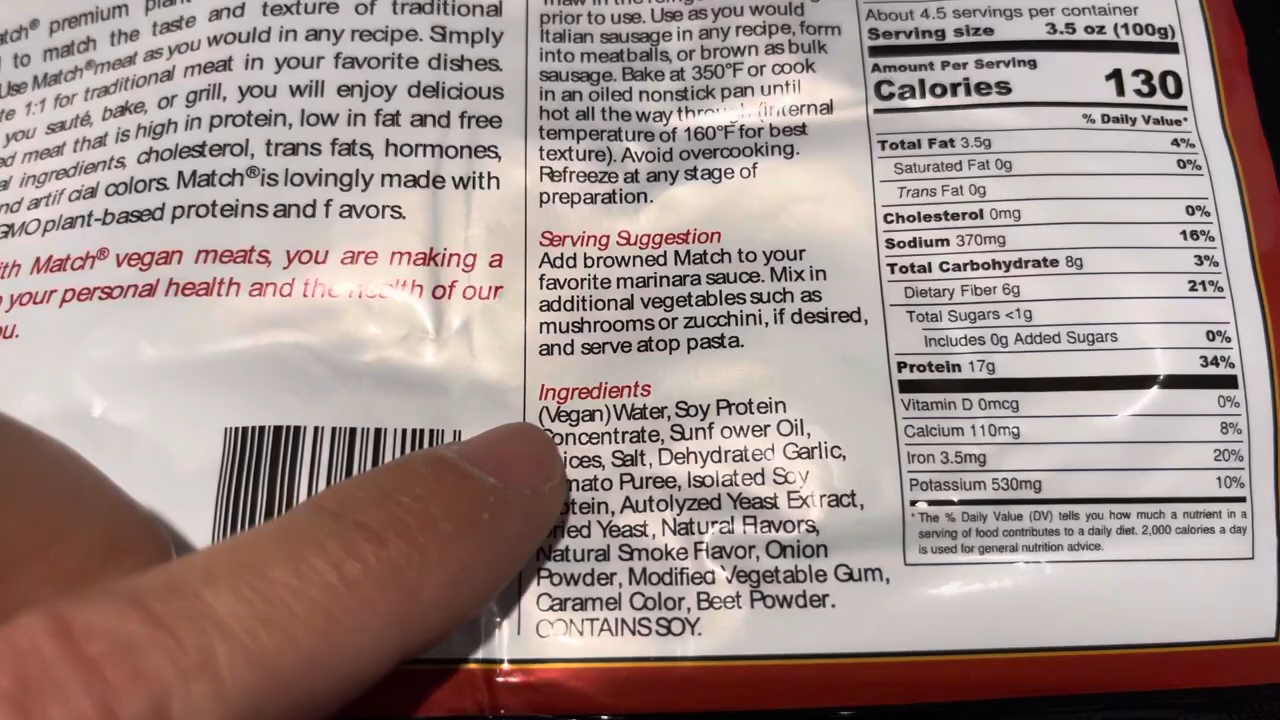 premium
to match the taste and texture of traditional
Use Match® meat as you would in any recipe. Simply
1:1 for traditional meat in your favorite dishes.
you sauté, bake, or grill, you will enjoy delicious
meat that is high in protein, low in fat and free
ingredients, cholesterol, trans fats, hormones,
artif cial colors. Match® is lovingly made with
GMO plant-based proteins and f avors.
Match® vegan meats, you are making a
your personal health and the health of our
prior to use. Use as you would
Italian sausage in any recipe, form
into meatballs, or brown as bulk
sausage. Bake at 350°F or cook
in an oiled nonstick pan until
hot all the way through (internal
temperature of 160°F for best
texture). Avoid overcooking.
Refreeze at any stage of
preparation.
Serving Suggestion
Add browned Match to your
favorite marinara sauce. Mix in
additional vegetables such as
mushrooms or zucchini, if desired,
and serve atop pasta.
Ingredients
(Vegan) Water, Soy Protein
Concentrate, Sunf ower Oil,
Salt, Dehydrated Garlic,
Puree, Isolated Soy
Autolyzed Yeast Extract,
Dried Yeast, Natural Flavors,
Natural Smoke Flavor, Onion
Powder, Modified Vegetable Gum,
Caramel Color, Beet Powder.
CONTAINS SOY.
About 4.5 servings per container
Serving size 3.5 oz (100g)
Amount Per Serving
Calories 130
% Daily Value*
Total Fat 3.5g 4%
Saturated Fat 0g 0%
Trans Fat 0g
Cholesterol 0mg 0%
Sodium 370mg 16%
Total Carbohydrate 8g 3%
Dietary Fiber 6g 21%
Total Sugars <1g
Includes 0g Added Sugars 0%
Protein 17g 34%
Vitamin D 0mcg 0%
Calcium 110mg 8%
Iron 3.5mg 20%
Potassium 530mg 10%
* The % Daily Value (DV) tells you how much a nutrient in a
serving of food contributes to a daily diet. 2,000 calories a day
is used for general nutrition advice.